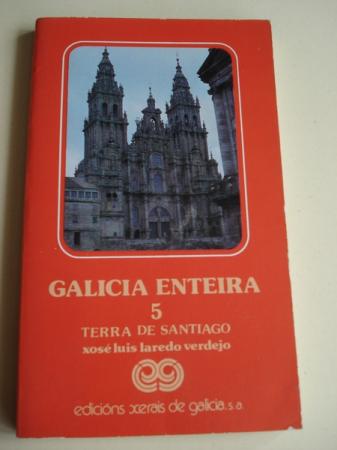 GALICIA ENTEIRA
5
TERRA DE SANTIAGO
xosé luis laredo verdejo
edicións xerais de galicia, s.a.